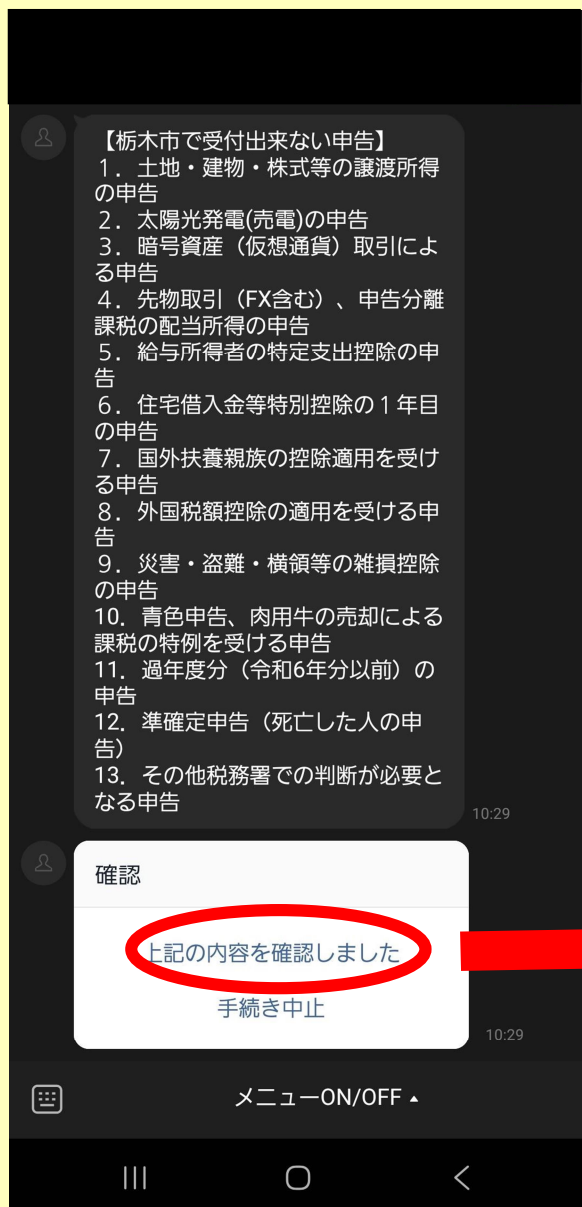 【栃木市で受付出来ない申告】
１．土地・建物・株式等の譲渡所得
の申告
２．太陽光発電(売電)の申告
３．暗号資産（仮想通貨）取引によ
る申告
４．先物取引（FX含む）、申告分離
課税の配当所得の申告
５．給与所得者の特定支出控除の申
告
６．住宅借入金等特別控除の１年目
の申告
７．国外扶養親族の控除適用を受け
る申告
８．外国税額控除の適用を受ける申
告
９．災害・盗難・横領等の雑損控除
の申告
10．青色申告、肉用牛の売却による
課税の特例を受ける申告
11．過年度分（令和6年分以前）の
申告
12．準確定申告（死亡した人の申
告）
13．その他税務署での判断が必要と
なる申告
10:29
確認
上記の内容を確認しました
手続き中止
10:29
メニューON/OFF ▴